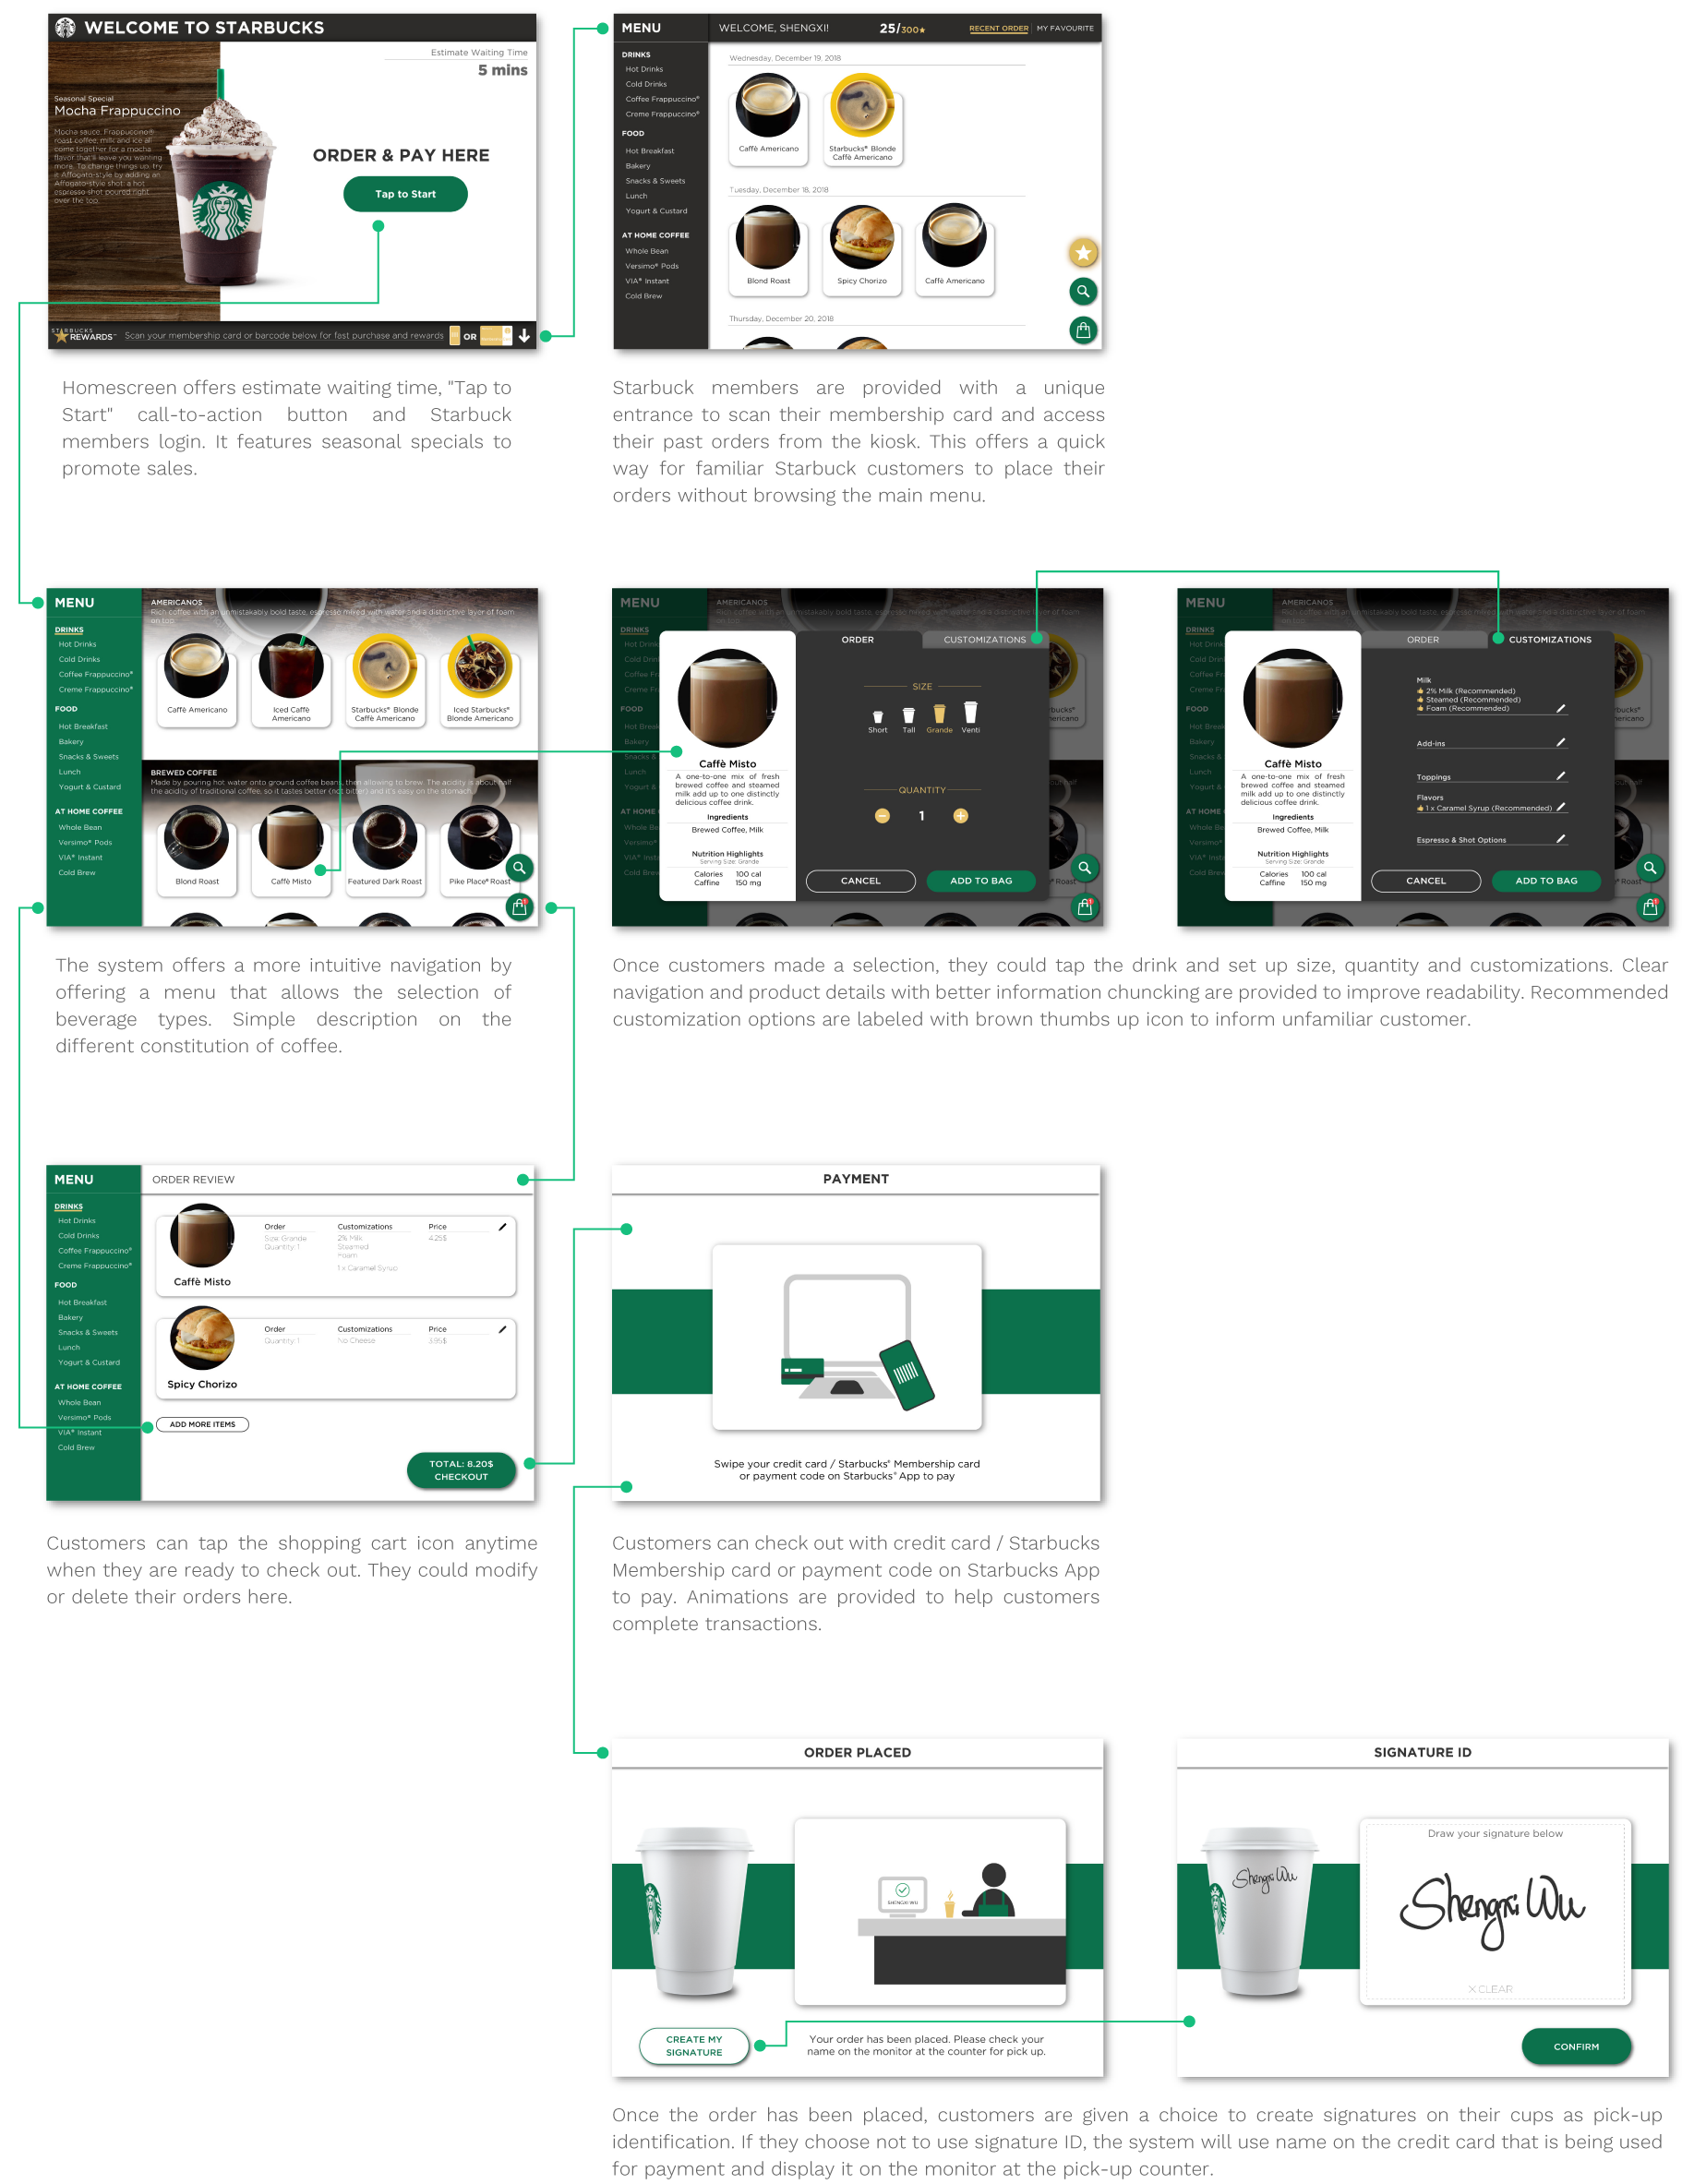 WELCOME TO STARBUCKS
Estimate Waiting Time
5 mins
Seasonal Special
Mocha Frappuccino
Mocha sauce, Frappuccino®
roast coffee, milk and ice all
come together for a mocha
flavor that'll leave you wanting
more. To change things up, try
it Affogato-style by adding an
Affogato-style shot: a hot
espresso shot poured right
over the top.
ORDER & PAY HERE
Tap to Start
STARBUCKS
REWARDS™
Scan your membership card or barcode below for fast purchase and rewards
OR
MENU
WELCOME, SHENGXI!
25/300★
RECENT ORDER
MY FAVOURITE
DRINKS
Hot Drinks
Cold Drinks
Coffee Frappuccino®
Creme Frappuccino®
FOOD
Hot Breakfast
Bakery
Snacks & Sweets
Lunch
Yogurt & Custard
AT HOME COFFEE
Whole Bean
Versimo® Pods
VIA® Instant
Cold Brew
Wednesday, December 19, 2018
Caffè Americano
Starbucks® Blonde
Caffè Americano
Tuesday, December 18, 2018
Blond Roast
Spicy Chorizo
Caffè Americano
Thursday, December 20, 2018
Homescreen offers estimate waiting time, "Tap to
Start" call-to-action button and Starbuck
members login. It features seasonal specials to
promote sales.
Starbuck members are provided with a unique
entrance to scan their membership card and access
their past orders from the kiosk. This offers a quick
way for familiar Starbuck customers to place their
orders without browsing the main menu.
MENU
DRINKS
Hot Drinks
Cold Drinks
Coffee Frappuccino®
Creme Frappuccino®
FOOD
Hot Breakfast
Bakery
Snacks & Sweets
Lunch
Yogurt & Custard
AT HOME COFFEE
Whole Bean
Versimo® Pods
VIA® Instant
Cold Brew
AMERICANOS
Rich coffee with an unmistakably bold taste, espresso mixed with water and a distinctive layer of foam
on top.
Caffè Americano
Iced Caffè
Americano
Starbucks® Blonde
Caffè Americano
Iced Starbucks®
Blonde Americano
BREWED COFFEE
Made by pouring hot water onto ground coffee beans, then allowing to brew. The acidity is about half
the acidity of traditional coffee, so it tastes better (not bitter) and it's easy on the stomach.
Blond Roast
Caffè Misto
Featured Dark Roast
Pike Place® Roast
MENU
AMERICANOS
DRINKS
FOOD
AT HOME
ORDER
CUSTOMIZATIONS
Caffè Misto
A one-to-one mix of fresh
brewed coffee and steamed
milk add up to one distinctly
delicious coffee drink.
Ingredients
Brewed Coffee, Milk
Nutrition Highlights
Serving Size: Grande
Calories 100 cal
Caffine 150 mg
SIZE
Short
Tall
Grande
Venti
QUANTITY
1
CANCEL
ADD TO BAG
MENU
AMERICANOS
DRINKS
FOOD
AT HOME
ORDER
CUSTOMIZATIONS
Caffè Misto
A one-to-one mix of fresh
brewed coffee and steamed
milk add up to one distinctly
delicious coffee drink.
Ingredients
Brewed Coffee, Milk
Nutrition Highlights
Serving Size: Grande
Calories 100 cal
Caffine 150 mg
Milk
2% Milk (Recommended)
Steamed (Recommended)
Foam (Recommended)
Add-ins
Toppings
Flavors
1 x Caramel Syrup (Recommended)
Espresso & Shot Options
CANCEL
ADD TO BAG
The system offers a more intuitive navigation by
offering a menu that allows the selection of
beverage types. Simple description on the
different constitution of coffee.
Once customers made a selection, they could tap the drink and set up size, quantity and customizations. Clear
navigation and product details with better information chuncking are provided to improve readability. Recommended
customization options are labeled with brown thumbs up icon to inform unfamiliar customer.
MENU
DRINKS
Hot Drinks
Cold Drinks
Coffee Frappuccino®
Creme Frappuccino®
FOOD
Hot Breakfast
Bakery
Snacks & Sweets
Lunch
Yogurt & Custard
AT HOME COFFEE
Whole Bean
Versimo® Pods
VIA® Instant
Cold Brew
ORDER REVIEW
Caffè Misto
Order
Size: Grande
Quantity: 1
Customizations
2% Milk
Steamed
Foam
1 x Caramel Syrup
Price
4.25$
Spicy Chorizo
Order
Quantity: 1
Customizations
No Cheese
Price
3.95$
ADD MORE ITEMS
TOTAL: 8.20$
CHECKOUT
PAYMENT
Swipe your credit card / Starbucks® Membership card
or payment code on Starbucks® App to pay
Customers can tap the shopping cart icon anytime
when they are ready to check out. They could modify
or delete their orders here.
Customers can check out with credit card / Starbucks
Membership card or payment code on Starbucks App
to pay. Animations are provided to help customers
complete transactions.
ORDER PLACED
SHENGXI WU
CREATE MY
SIGNATURE
Your order has been placed. Please check your
name on the monitor at the counter for pick up.
SIGNATURE ID
Shengxi Wu
Draw your signature below
Shengxi Wu
X CLEAR
CONFIRM
Once the order has been placed, customers are given a choice to create signatures on their cups as pick-up
identification. If they choose not to use signature ID, the system will use name on the credit card that is being used
for payment and display it on the monitor at the pick-up counter.